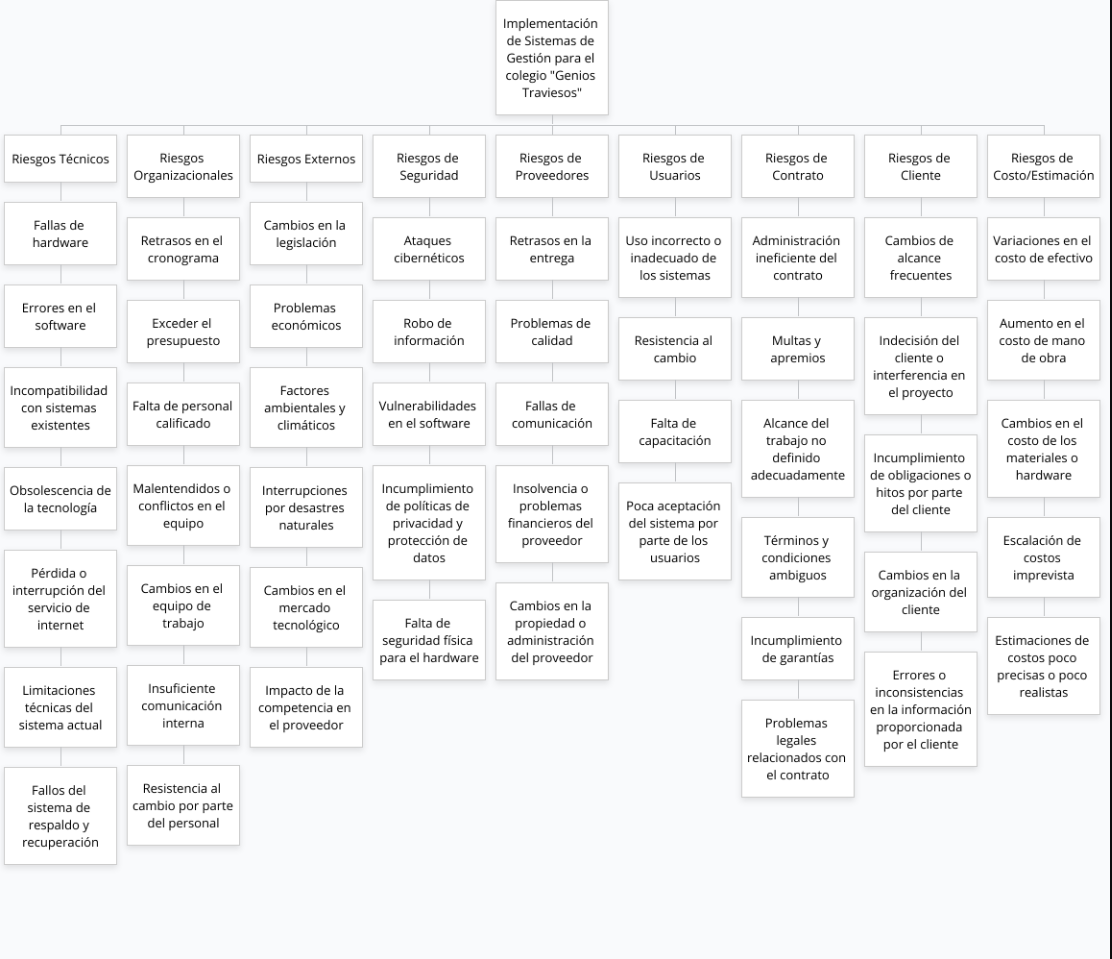 Implementación
de Sistemas de
Gestión para el
colegio "Genios
Traviesos"
Riesgos Técnicos
Fallas de
hardware
Errores en el
software
Incompatibilidad
con sistemas
existentes
Obsolescencia de
la tecnología
Pérdida o
interrupción del
servicio de
internet
Limitaciones
técnicas del
sistema actual
Fallos del
sistema de
respaldo y
recuperación
Riesgos
Organizacionales
Retrasos en el
cronograma
Exceder el
presupuesto
Falta de personal
calificado
Malentendidos o
conflictos en el
equipo
Cambios en el
equipo de
trabajo
Insuficiente
comunicación
interna
Resistencia al
cambio por parte
del personal
Riesgos Externos
Cambios en la
legislación
Problemas
económicos
Factores
ambientales y
climáticos
Interrupciones
por desastres
naturales
Cambios en el
mercado
tecnológico
Impacto de la
competencia en
el proveedor
Riesgos de
Seguridad
Ataques
cibernéticos
Robo de
información
Vulnerabilidades
en el software
Incumplimiento
de políticas de
privacidad y
protección de
datos
Falta de
seguridad física
para el hardware
Riesgos de
Proveedores
Retrasos en la
entrega
Problemas de
calidad
Fallas de
comunicación
Insolvencia o
problemas
financieros del
proveedor
Cambios en la
propiedad o
administración
del proveedor
Riesgos de
Usuarios
Uso incorrecto o
inadecuado de
los sistemas
Resistencia al
cambio
Falta de
capacitación
Poca aceptación
del sistema por
parte de los
usuarios
Riesgos de
Contrato
Administración
ineficiente del
contrato
Multas y
apremios
Alcance del
trabajo no
definido
adecuadamente
Términos y
condiciones
ambiguos
Incumplimiento
de garantías
Problemas
legales
relacionados con
el contrato
Riesgos de
Cliente
Cambios de
alcance
frecuentes
Indecisión del
cliente o
interferencia en
el proyecto
Incumplimiento
de obligaciones o
hitos por parte
del cliente
Cambios en la
organización del
cliente
Errores o
inconsistencias
en la información
proporcionada
por el cliente
Riesgos de
Costo/Estimación
Variaciones en el
costo de efectivo
Aumento en el
costo de mano
de obra
Cambios en el
costo de los
materiales o
hardware
Escalación de
costos
imprevista
Estimaciones de
costos poco
precisas o poco
realistas